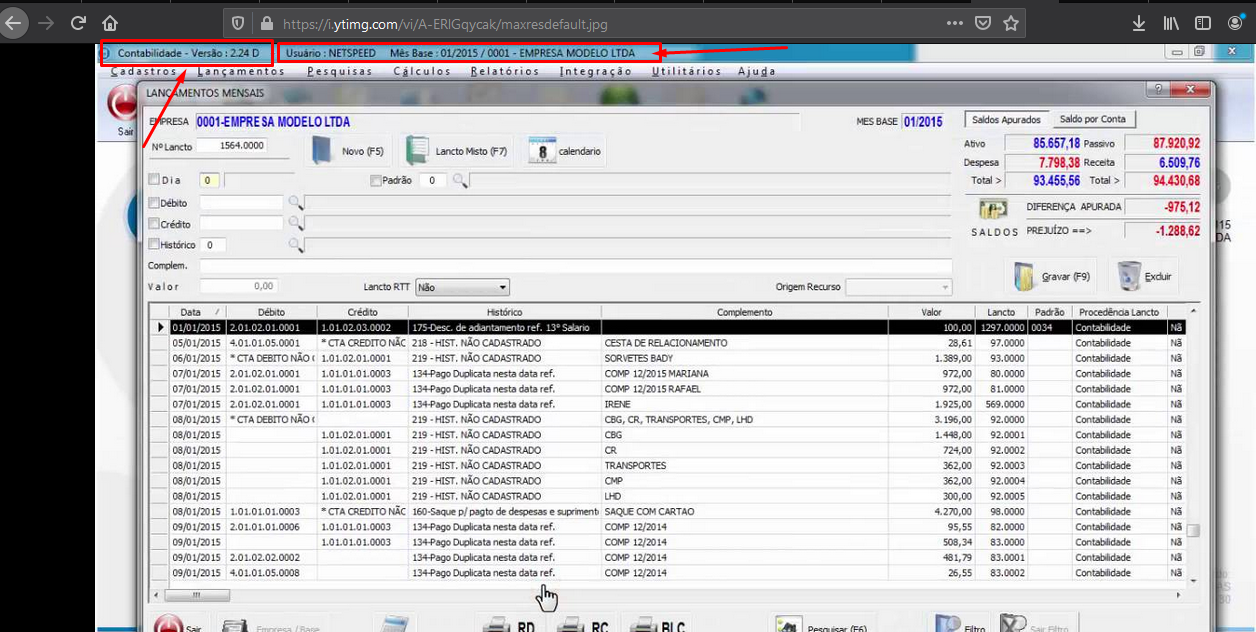 https://i.ytimg.com/vi/A-ERlGqycak/maxresdefault.jpg
Contabilidade - Versão : 2.24 D Usuário : NETSPEED Mês Base : 01/2015 / 0001 - EMPRESA MODELO LTDA
Cadastros Lançamentos Pesquisas Cálculos Relatórios Integração Utilitários Ajuda
LANÇAMENTOS MENSAIS
Sair
EMPRESA 0001-EMPRESA MODELO LTDA MES BASE 01/2015 Saldos Apurados Saldo por Conta
Nº Lancto 1564.0000 Novo (F5) Lancto Misto (F7) 8 calendario Ativo 85.657,18 Passivo 87.920,92
Despesa 7.798,38 Receita 6.509,76
Dia 0 Padrão 0 Total > 93.455,56 Total > 94.430,68
Débito DIFERENÇA APURADA -975,12
Crédito SALDOS PREJUÍZO ==> -1.288,62
Histórico 0
Complem. Gravar (F9) Excluir
Valor 0,00 Lancto RTT Não Origem Recurso
Data Débito Crédito Histórico Complemento Valor Lancto Padrão Procedência Lancto
01/01/2015 2.01.02.01.0001 1.01.02.03.0002 175-Desc. de adiantamento ref. 13º Salario 100,00 1297.0000 0034 Contabilidade Nã
05/01/2015 4.01.01.05.0001 * CTA CREDITO NÃC 218 - HIST. NÃO CADASTRADO CESTA DE RELACIONAMENTO 28,61 97.0000 Contabilidade Nã
06/01/2015 * CTA DEBITO NÃO ( 1.01.02.01.0001 219 - HIST. NÃO CADASTRADO SORVETES BADY 1.389,00 93.0000 Contabilidade Nã
07/01/2015 2.01.02.01.0001 1.01.01.01.0003 134-Pago Duplicata nesta data ref. COMP 12/2015 MARIANA 972,00 80.0000 Contabilidade Nã
07/01/2015 2.01.02.01.0001 1.01.01.01.0003 134-Pago Duplicata nesta data ref. COMP 12/2015 RAFAEL 972,00 81.0000 Contabilidade Nã
07/01/2015 2.01.02.01.0001 1.01.01.01.0003 134-Pago Duplicata nesta data ref. IRENE 1.925,00 569.0000 Contabilidade Nã
08/01/2015 * CTA DEBITO NÃO ( 219 - HIST. NÃO CADASTRADO CBG, CR, TRANSPORTES, CMP, LHD 3.196,00 92.0000 Contabilidade Nã
08/01/2015 1.01.02.01.0001 219 - HIST. NÃO CADASTRADO CBG 1.448,00 92.0001 Contabilidade Nã
08/01/2015 1.01.02.01.0001 219 - HIST. NÃO CADASTRADO CR 724,00 92.0002 Contabilidade Nã
08/01/2015 1.01.02.01.0001 219 - HIST. NÃO CADASTRADO TRANSPORTES 362,00 92.0003 Contabilidade Nã
08/01/2015 1.01.02.01.0001 219 - HIST. NÃO CADASTRADO CMP 362,00 92.0004 Contabilidade Nã
08/01/2015 1.01.02.01.0001 219 - HIST. NÃO CADASTRADO LHD 300,00 92.0005 Contabilidade Nã
08/01/2015 1.01.01.01.0003 * CTA CREDITO NÃC 160-Saque p/ pagto de despesas e supriment SAQUE COM CARTAO 4.270,00 98.0000 Contabilidade Nã
09/01/2015 2.01.01.01.0006 1.01.01.01.0003 134-Pago Duplicata nesta data ref. COMP 12/2014 95,55 82.0000 Contabilidade Nã
09/01/2015 1.01.01.01.0003 134-Pago Duplicata nesta data ref. COMP 12/2014 508,34 83.0000 Contabilidade Nã
09/01/2015 2.01.02.02.0002 134-Pago Duplicata nesta data ref. COMP 12/2014 481,79 83.0001 Contabilidade Nã
09/01/2015 4.01.01.05.0008 134-Pago Duplicata nesta data ref. COMP 12/2014 26,55 83.0002 Contabilidade Nã
Sair Empresa /Base RD RC BLC Pesquisar (F6) Filtro Sair Filtro